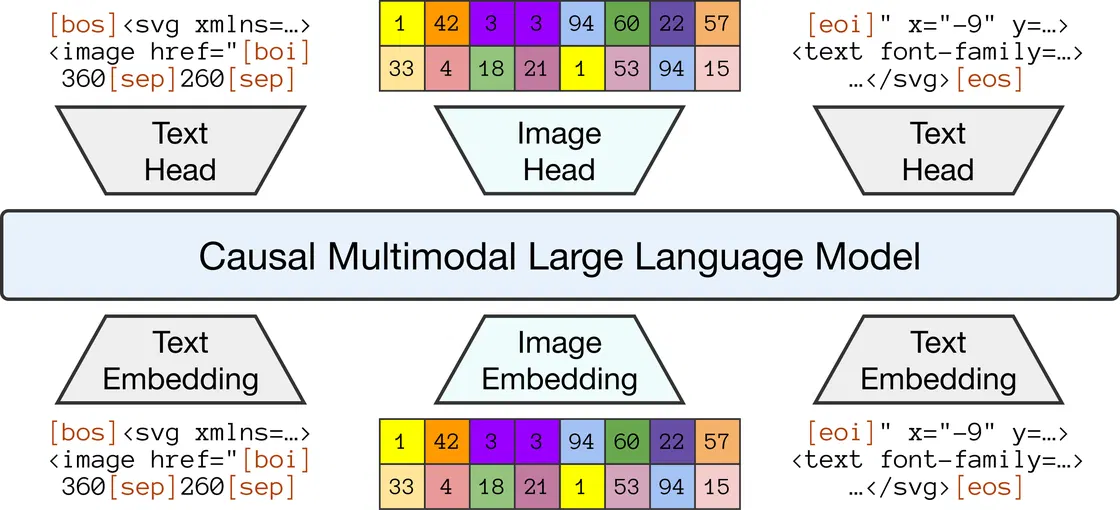 [bos]<svg xmlns=…>
<image href="[boi]
360[sep]260[sep]
1 42 3 3 94 60 22 57
33 4 18 21 1 53 94 15
[eoi]" x="-9" y=…>
<text font-family=…>
…</svg>[eos]
Text
Head
Image
Head
Text
Head
Causal Multimodal Large Language Model
Text
Embedding
Image
Embedding
Text
Embedding
[bos]<svg xmlns=…>
<image href="[boi]
360[sep]260[sep]
1 42 3 3 94 60 22 57
33 4 18 21 1 53 94 15
[eoi]" x="-9" y=…>
<text font-family=…>
…</svg>[eos]